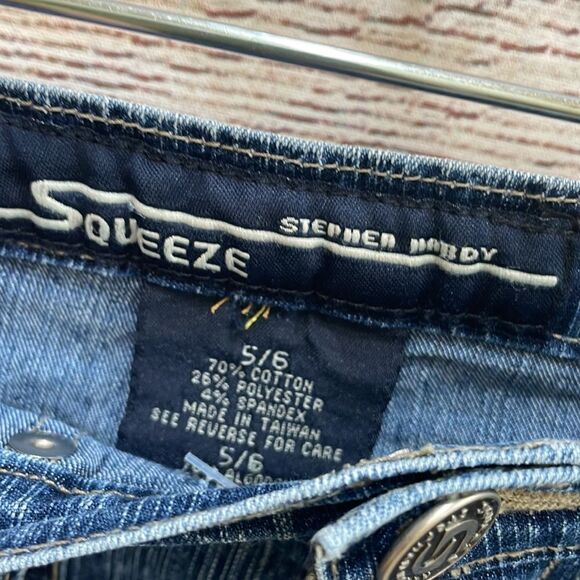 SQUEEZE
STEPHEN HARDY
5/6
70% COTTON
26% POLYESTER
4% SPANDEX
MADE IN TAIWAN
SEE REVERSE FOR CARE
5/6